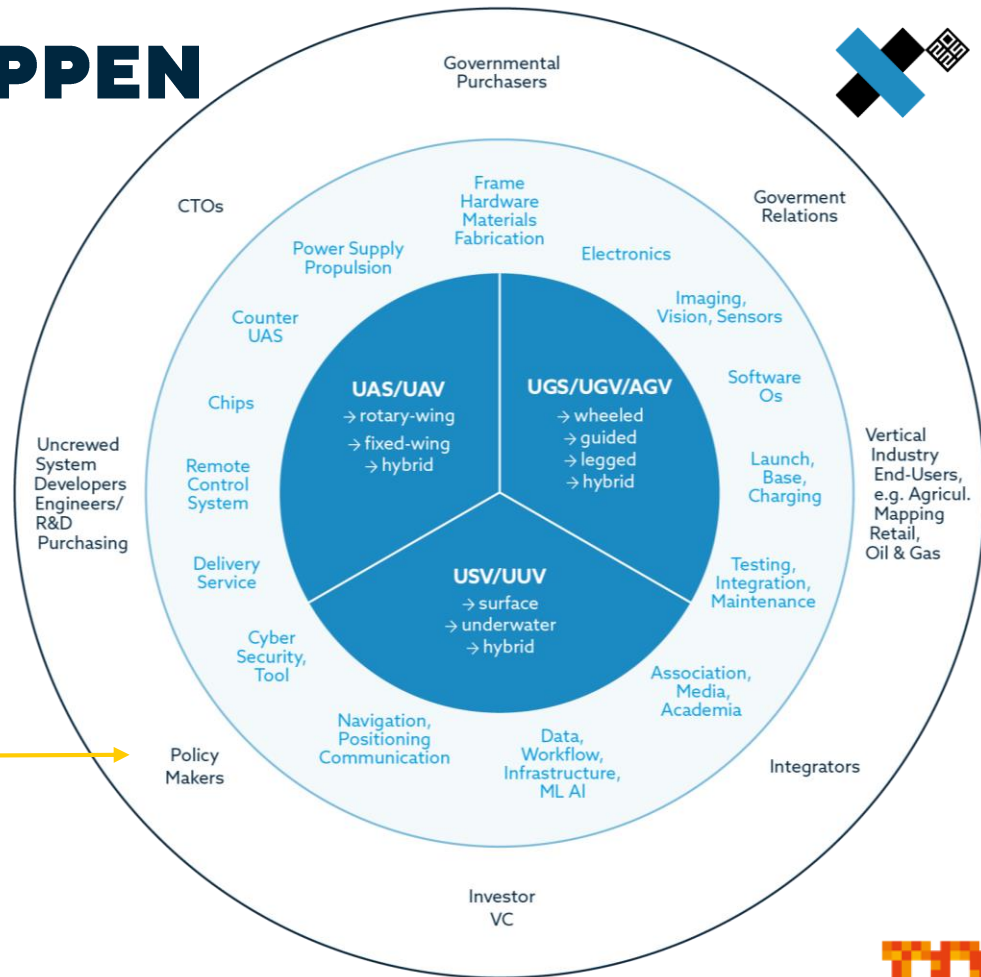 PPEN
Governmental
Purchasers
CTOs
Goverment
Relations
Frame
Hardware
Materials
Fabrication
Power Supply
Propulsion
Electronics
Imaging,
Vision, Sensors
Counter
UAS
Software
Os
Chips
UAS/UAV
→ rotary-wing
→ fixed-wing
→ hybrid
UGS/UGV/AGV
→ wheeled
→ guided
→ legged
→ hybrid
Uncrewed
System
Developers
Engineers/
R&D
Purchasing
Remote
Control
System
Launch,
Base,
Charging
Vertical
Industry
End-Users,
e.g. Agricul.
Mapping
Retail,
Oil & Gas
Delivery
Service
USV/UUV
→ surface
→ underwater
→ hybrid
Testing,
Integration,
Maintenance
Cyber
Security,
Tool
Association,
Media,
Academia
Navigation,
Positioning
Communication
Data,
Workflow,
Infrastructure,
ML AI
Policy
Makers
Integrators
Investor
VC